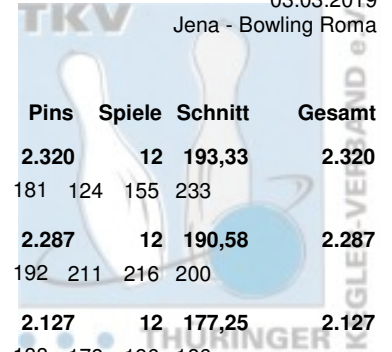 03.03.2019
TKV
Jena - Bowling Roma
Pins Spiele Schnitt Gesamt
2.320 12 193,33 2.320
181 124 155 233
2.287 12 190,58 2.287
192 211 216 200
2.127 12 177,25 2.127
THÜRINGER KEGLER-VERBAND e.V.